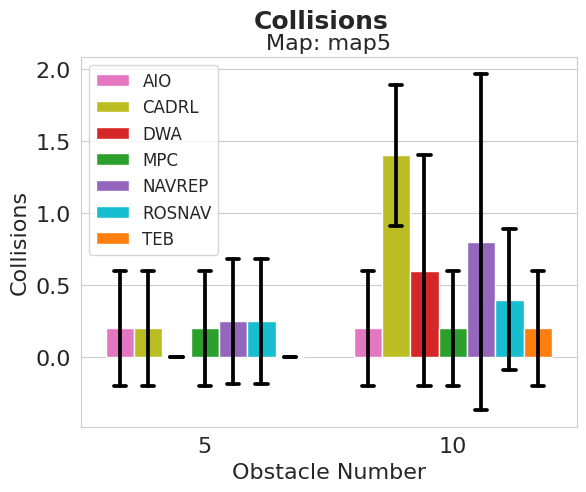 Collisions
Map: map5
2.0
1.5
1.0
0.5
0.0
Collisions
AIO
CADRL
DWA
MPC
NAVREP
ROSNAV
TEB
5
10
Obstacle Number